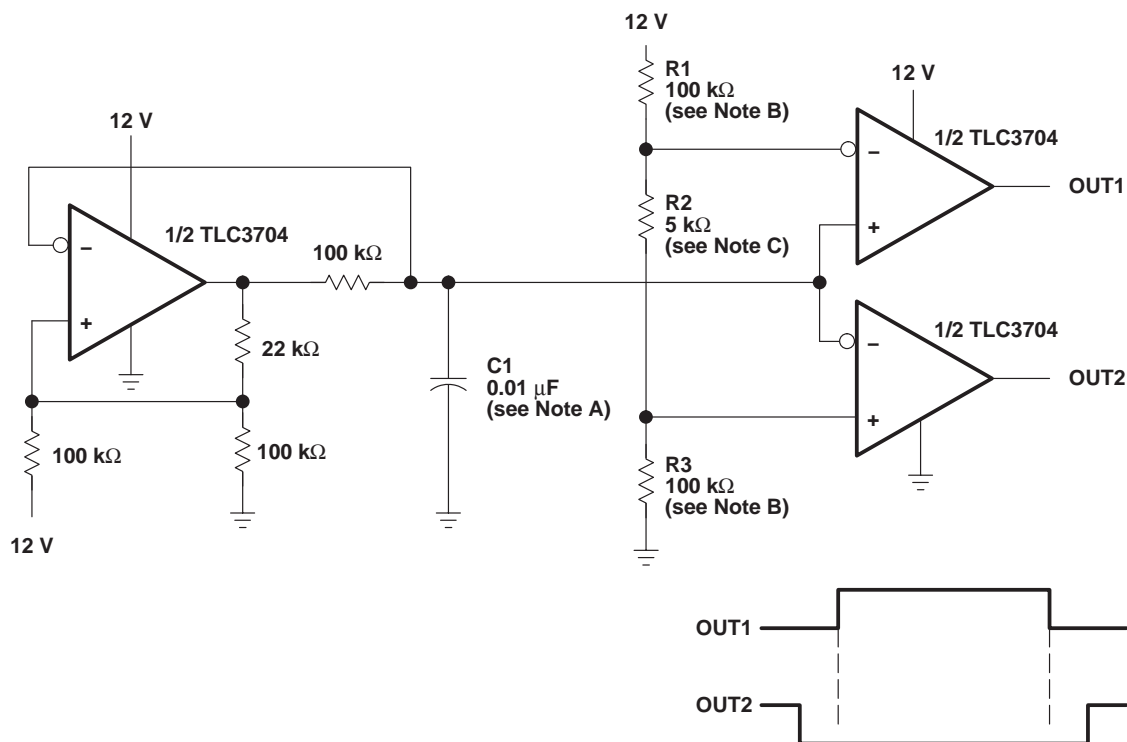 12 V
R1
100 kΩ
(see Note B)
12 V
1/2 TLC3704
−
+
OUT1
12 V
1/2 TLC3704
−
+
100 kΩ
22 kΩ
100 kΩ
100 kΩ
12 V
C1
0.01 μF
(see Note A)
R2
5 kΩ
(see Note C)
1/2 TLC3704
−
+
OUT2
R3
100 kΩ
(see Note B)
OUT1
OUT2